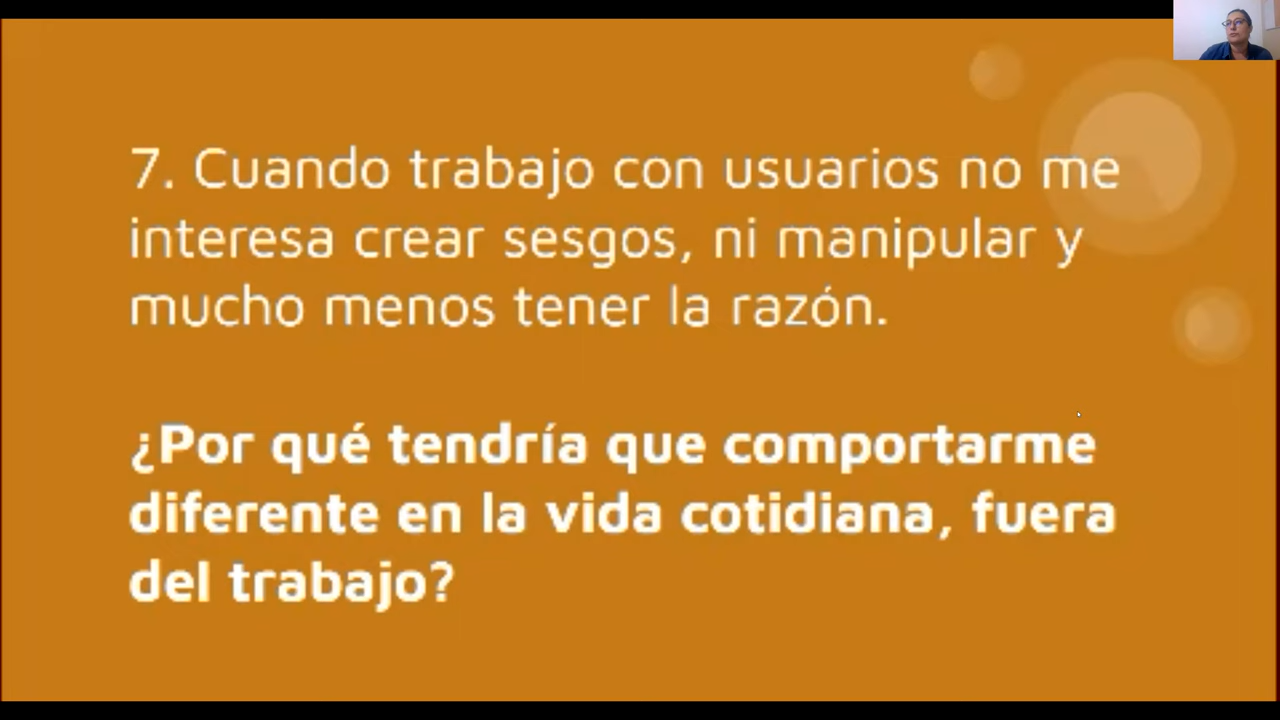 7. Cuando trabajo con usuarios no me
interesa crear sesgos, ni manipular y
mucho menos tener la razón.
¿Por qué tendría que comportarme
diferente en la vida cotidiana, fuera
del trabajo?